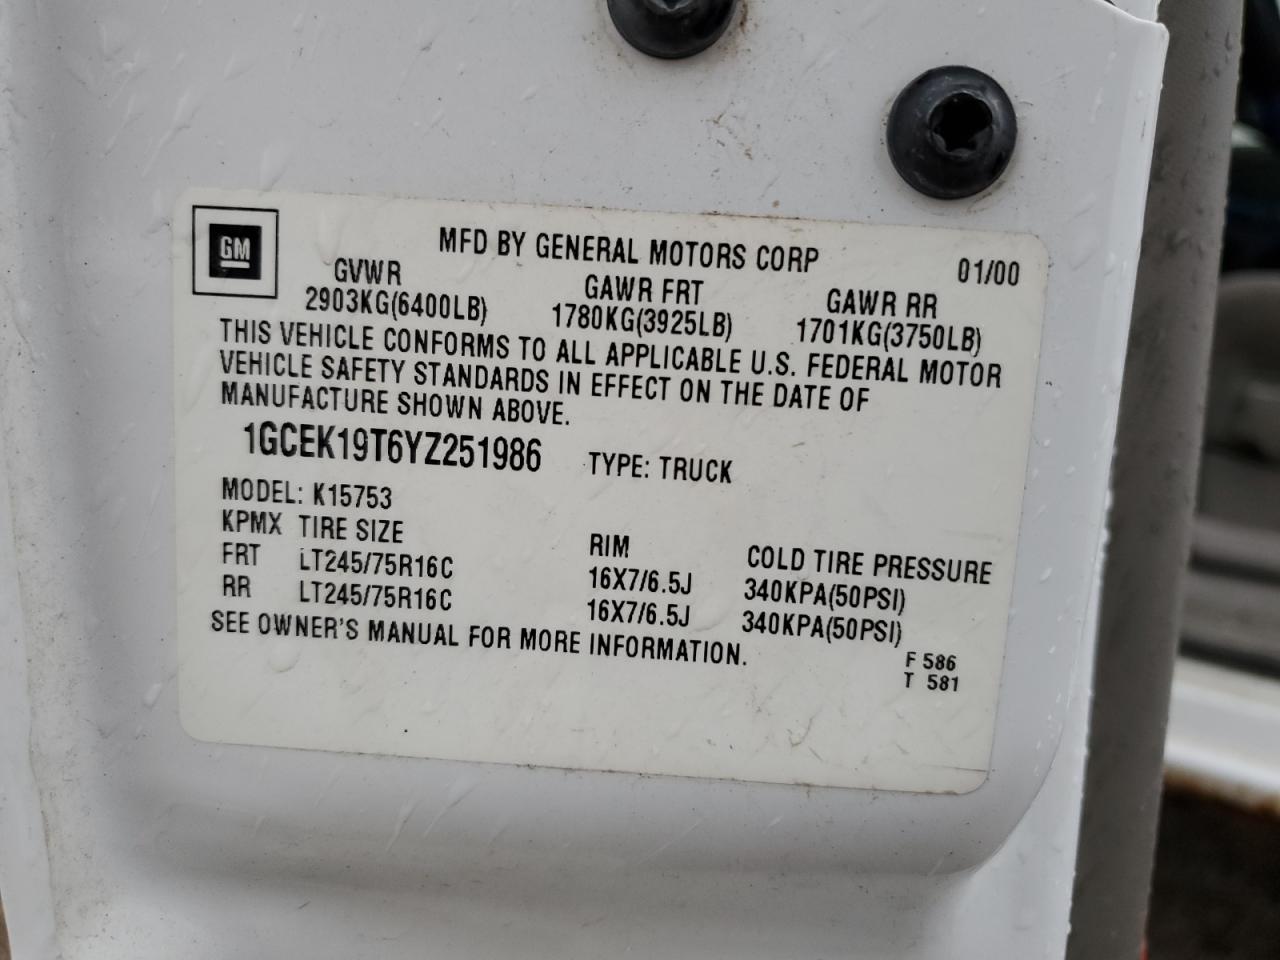 GM
MFD BY GENERAL MOTORS CORP
01/00
GVWR GAWR FRT GAWR RR
2903KG(6400LB) 1780KG(3925LB) 1701KG(3750LB)
THIS VEHICLE CONFORMS TO ALL APPLICABLE U.S. FEDERAL MOTOR
VEHICLE SAFETY STANDARDS IN EFFECT ON THE DATE OF
MANUFACTURE SHOWN ABOVE.
1GCEK19T6YZ251986 TYPE: TRUCK
MODEL: K15753
KPMX TIRE SIZE RIM COLD TIRE PRESSURE
FRT LT245/75R16C 16X7/6.5J 340KPA(50PSI)
RR LT245/75R16C 16X7/6.5J 340KPA(50PSI)
SEE OWNER'S MANUAL FOR MORE INFORMATION.
F 586
T 581